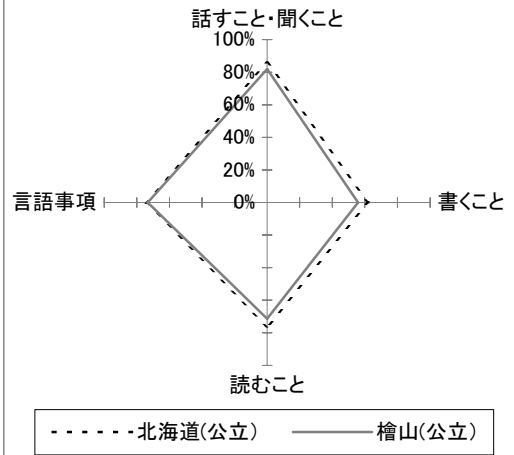 話すこと・聞くこと
100%
80%
60%
40%
20%
0%
言語事項
書くこと
読むこと
北海道(公立)
檜山(公立)